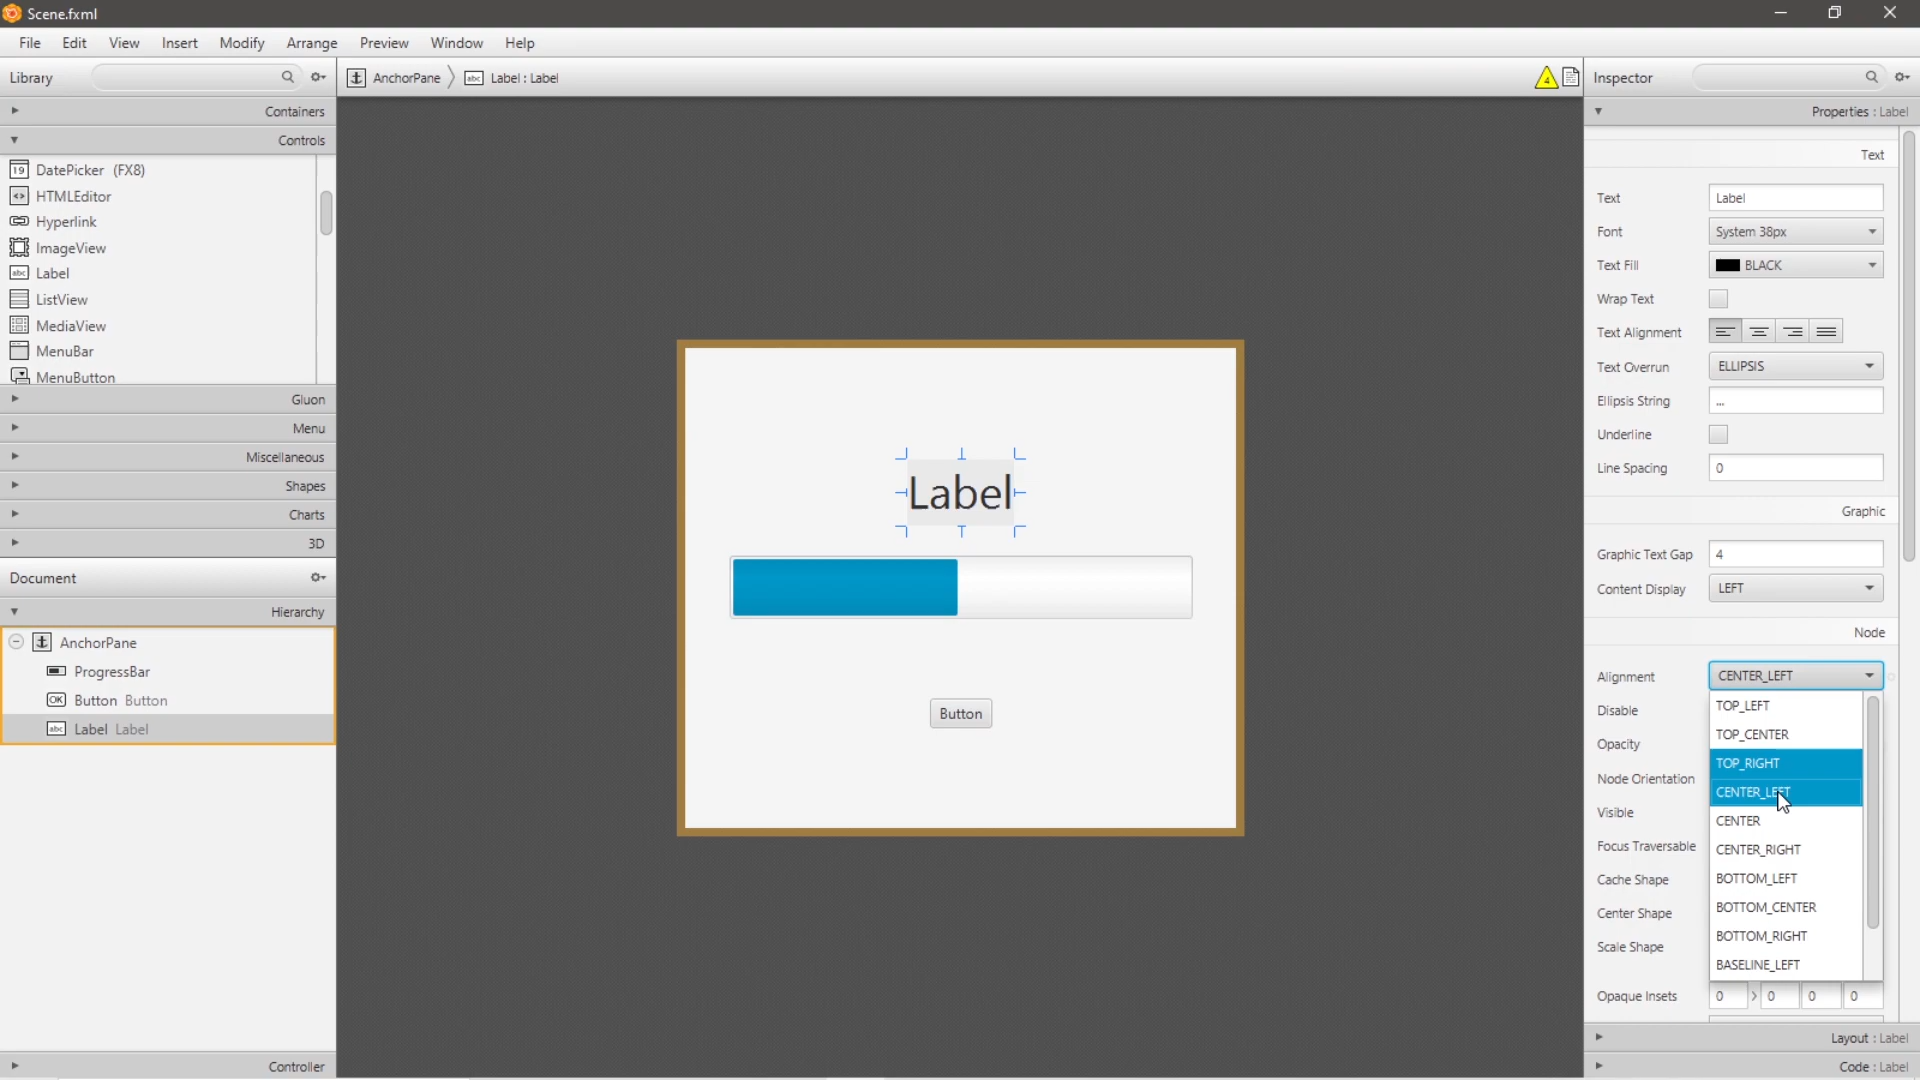 Scene.fxml
File Edit View Insert Modify Arrange Preview Window Help
Library
AnchorPane Label : Label
4
Inspector
Containers
Controls
19 DatePicker (FX8)
HTMLEditor
Hyperlink
ImageView
abc Label
ListView
MediaView
MenuBar
MenuButton
Gluon
Menu
Miscellaneous
Shapes
Charts
3D
Document
Hierarchy
AnchorPane
ProgressBar
OK Button Button
abc Label Label
Controller
Label
Button
Properties : Label
Text
Text Label
Font System 38px
Text Fill BLACK
Wrap Text
Text Alignment
Text Overrun ELLIPSIS
Ellipsis String ...
Underline
Line Spacing 0
Graphic
Graphic Text Gap 4
Content Display LEFT
Node
Alignment CENTER_LEFT
Disable
Opacity
Node Orientation
Visible
Focus Traversable
Cache Shape
Center Shape
Scale Shape
TOP_LEFT
TOP_CENTER
TOP_RIGHT
CENTER_LEFT
CENTER
CENTER_RIGHT
BOTTOM_LEFT
BOTTOM_CENTER
BOTTOM_RIGHT
BASELINE_LEFT
Opaque Insets 0 0 0 0
Layout : Label
Code : Label